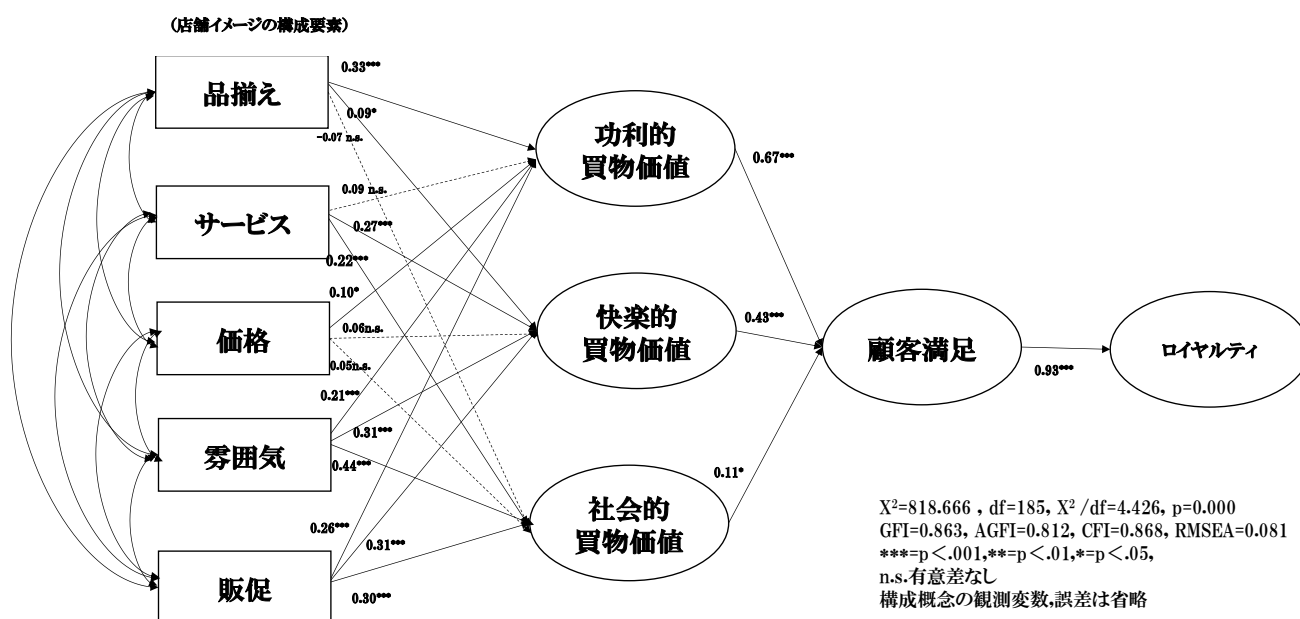 (店舗イメージの構成要素)
品揃え
サービス
価格
雰囲気
販促
0.33***
0.09*
-0.07 n.s.
0.09 n.s.
0.27***
0.22***
0.10*
0.06n.s.
0.05n.s.
0.21***
0.31***
0.44***
0.26***
0.31***
0.30***
功利的
買物価値
快楽的
買物価値
社会的
買物価値
0.67***
0.43***
0.11*
顧客満足
0.93***
ロイヤルティ
X²=818.666 , df=185, X² /df=4.426, p=0.000
GFI=0.863, AGFI=0.812, CFI=0.868, RMSEA=0.081
***=p＜.001,**=p＜.01,*=p＜.05,
n.s.有意差なし
構成概念の観測変数,誤差は省略